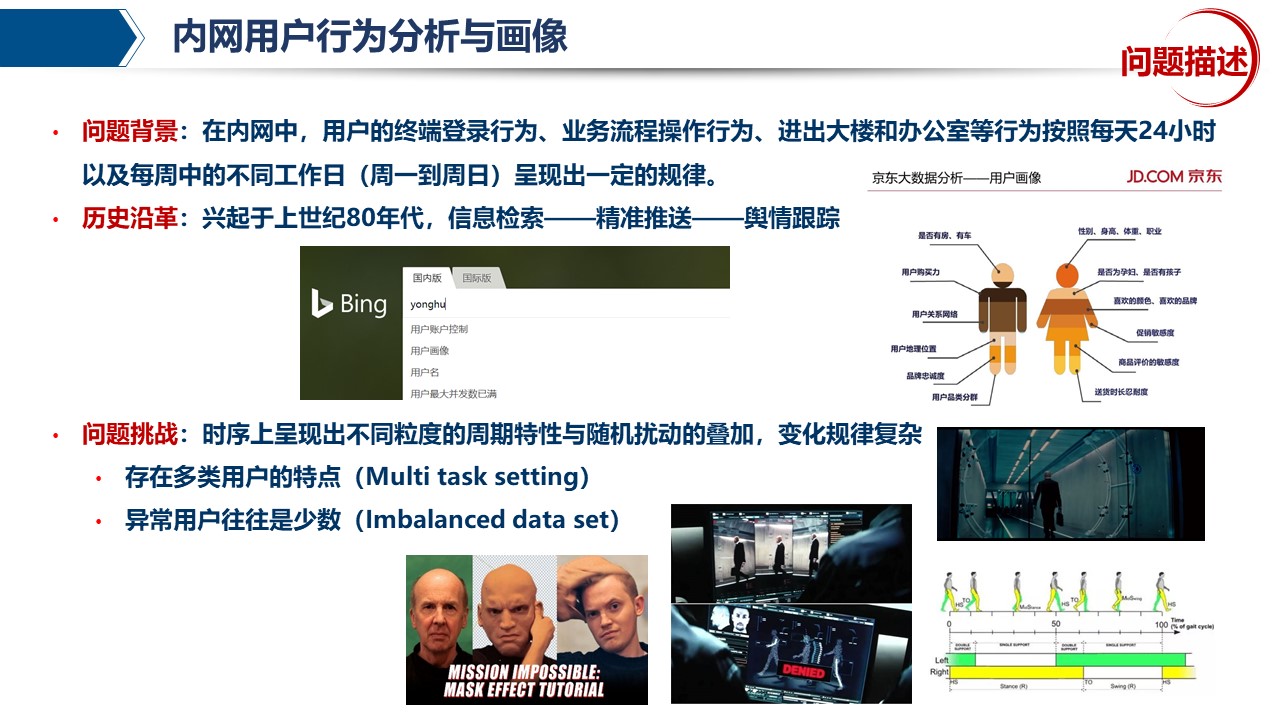 内网用户行为分析与画像
问题描述
• 问题背景：在内网中，用户的终端登录行为、业务流程操作行为、进出大楼和办公室等行为按照每天24小时
以及每周中的不同工作日（周一到周日）呈现出一定的规律。
• 历史沿革：兴起于上世纪80年代，信息检索——精准推送——舆情跟踪
京东大数据分析——用户画像
JD.COM 京东
是否有房、有车
用户购买力
用户关系网络
用户地理位置
品牌忠诚度
用户品类分群
性别、身高、体重、职业
是否为孕妇、是否有孩子
喜欢的颜色、喜欢的品牌
促销敏感度
商品评价的敏感度
送货时长忍耐度
Bing
国内版 国际版
yonghu
用户账户控制
用户画像
用户名
用户最大并发数已满
• 问题挑战：时序上呈现出不同粒度的周期特性与随机扰动的叠加，变化规律复杂
• 存在多类用户的特点（Multi task setting）
• 异常用户往往是少数（Imbalanced data set）
MISSION IMPOSSIBLE:
MASK EFFECT TUTORIAL
DENIED
HS TO MidStance HS TO MidSwing HS
0 50 100 Time
(% of gait cycle)
DOUBLE SUPPORT SINGLE SUPPORT DOUBLE SUPPORT SINGLE SUPPORT
Left
Right
HS TO HS
Stance (R) Swing (R)